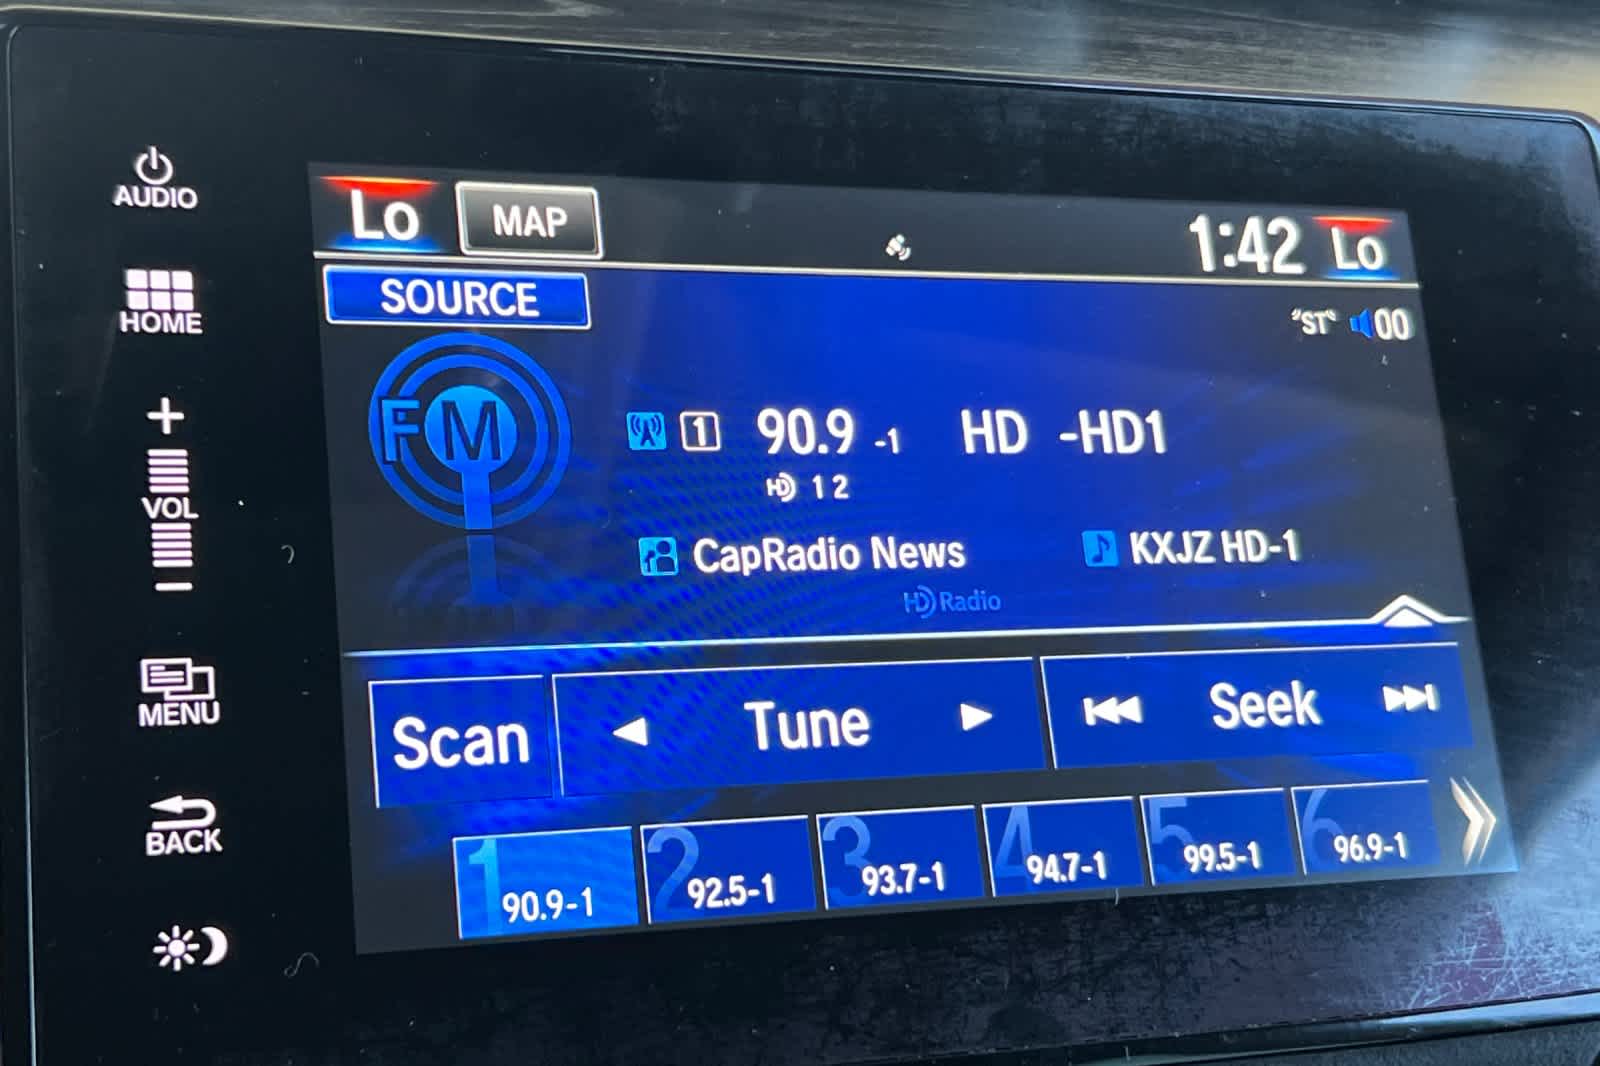 AUDIO
Lo MAP 1:42 Lo
SOURCE
"ST" 00
HOME
FM
1 90.9 -1 HD -HD1
HD 1 2
+
VOL
-
CapRadio News KXJZ HD-1
HD Radio
MENU
Scan Tune Seek
BACK
1 90.9-1
2 92.5-1
3 93.7-1
4 94.7-1
5 99.5-1
6 96.9-1